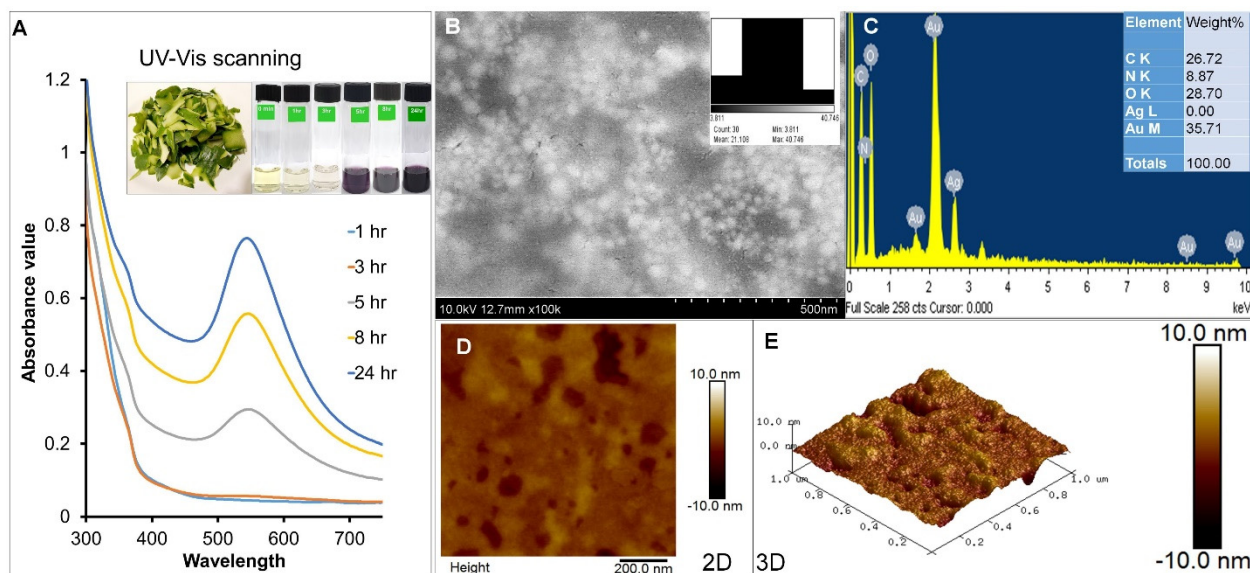 A
UV-Vis scanning
0 min 1hr 3hr 5hr 8hr 24hr
Absorbance value
1.2
1
0.8
0.6
0.4
0.2
0
1 hr
3 hr
5 hr
8 hr
24 hr
300 400 500 600 700
Wavelength
B
3.811 40.746
Count: 30 Min: 3.811
Mean: 21.108 Max: 40.746
10.0kV 12.7mm x100k 500nm
C
Element Weight%
C K 26.72
N K 8.87
O K 28.70
Ag L 0.00
Au M 35.71
Totals 100.00
C
N
O
Au
Au
Ag
Au
Au
0 1 2 3 4 5 6 7 8 9 10
Full Scale 258 cts Cursor: 0.000 keV
D
10.0 nm
-10.0 nm
Height
200.0 nm
2D
E
10.0 nm
0.0 nm
1.0 um
0.8
0.6
0.4
0.2
1.0 um
0.8
0.6
0.4
0.2
3D
10.0 nm
-10.0 nm